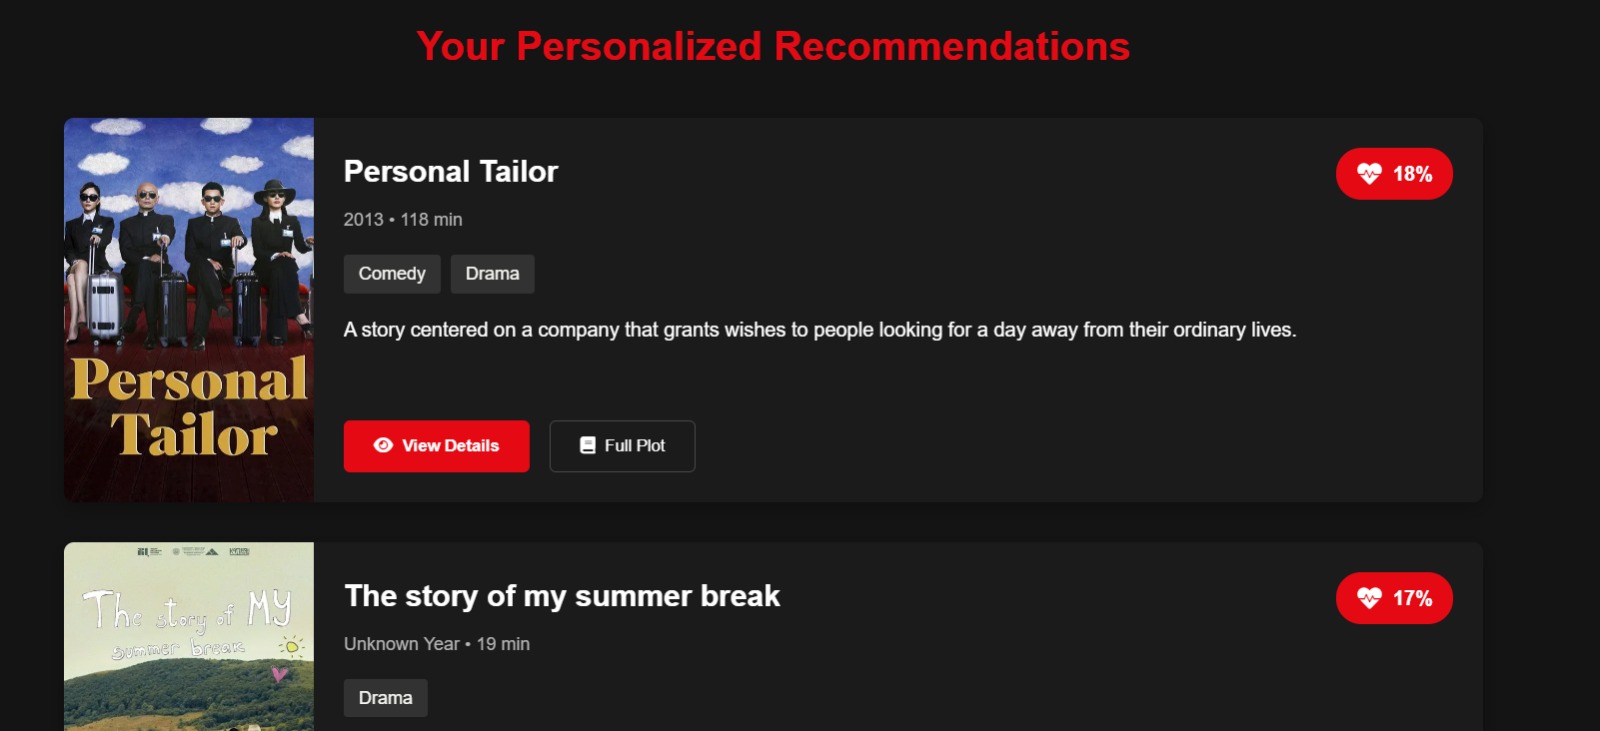 Your Personalized Recommendations
Personal Tailor
18%
2013 • 118 min
Comedy Drama
A story centered on a company that grants wishes to people looking for a day away from their ordinary lives.
View Details Full Plot
Personal
Tailor
The story of my summer break
17%
Unknown Year • 19 min
Drama
The story of My
summer break